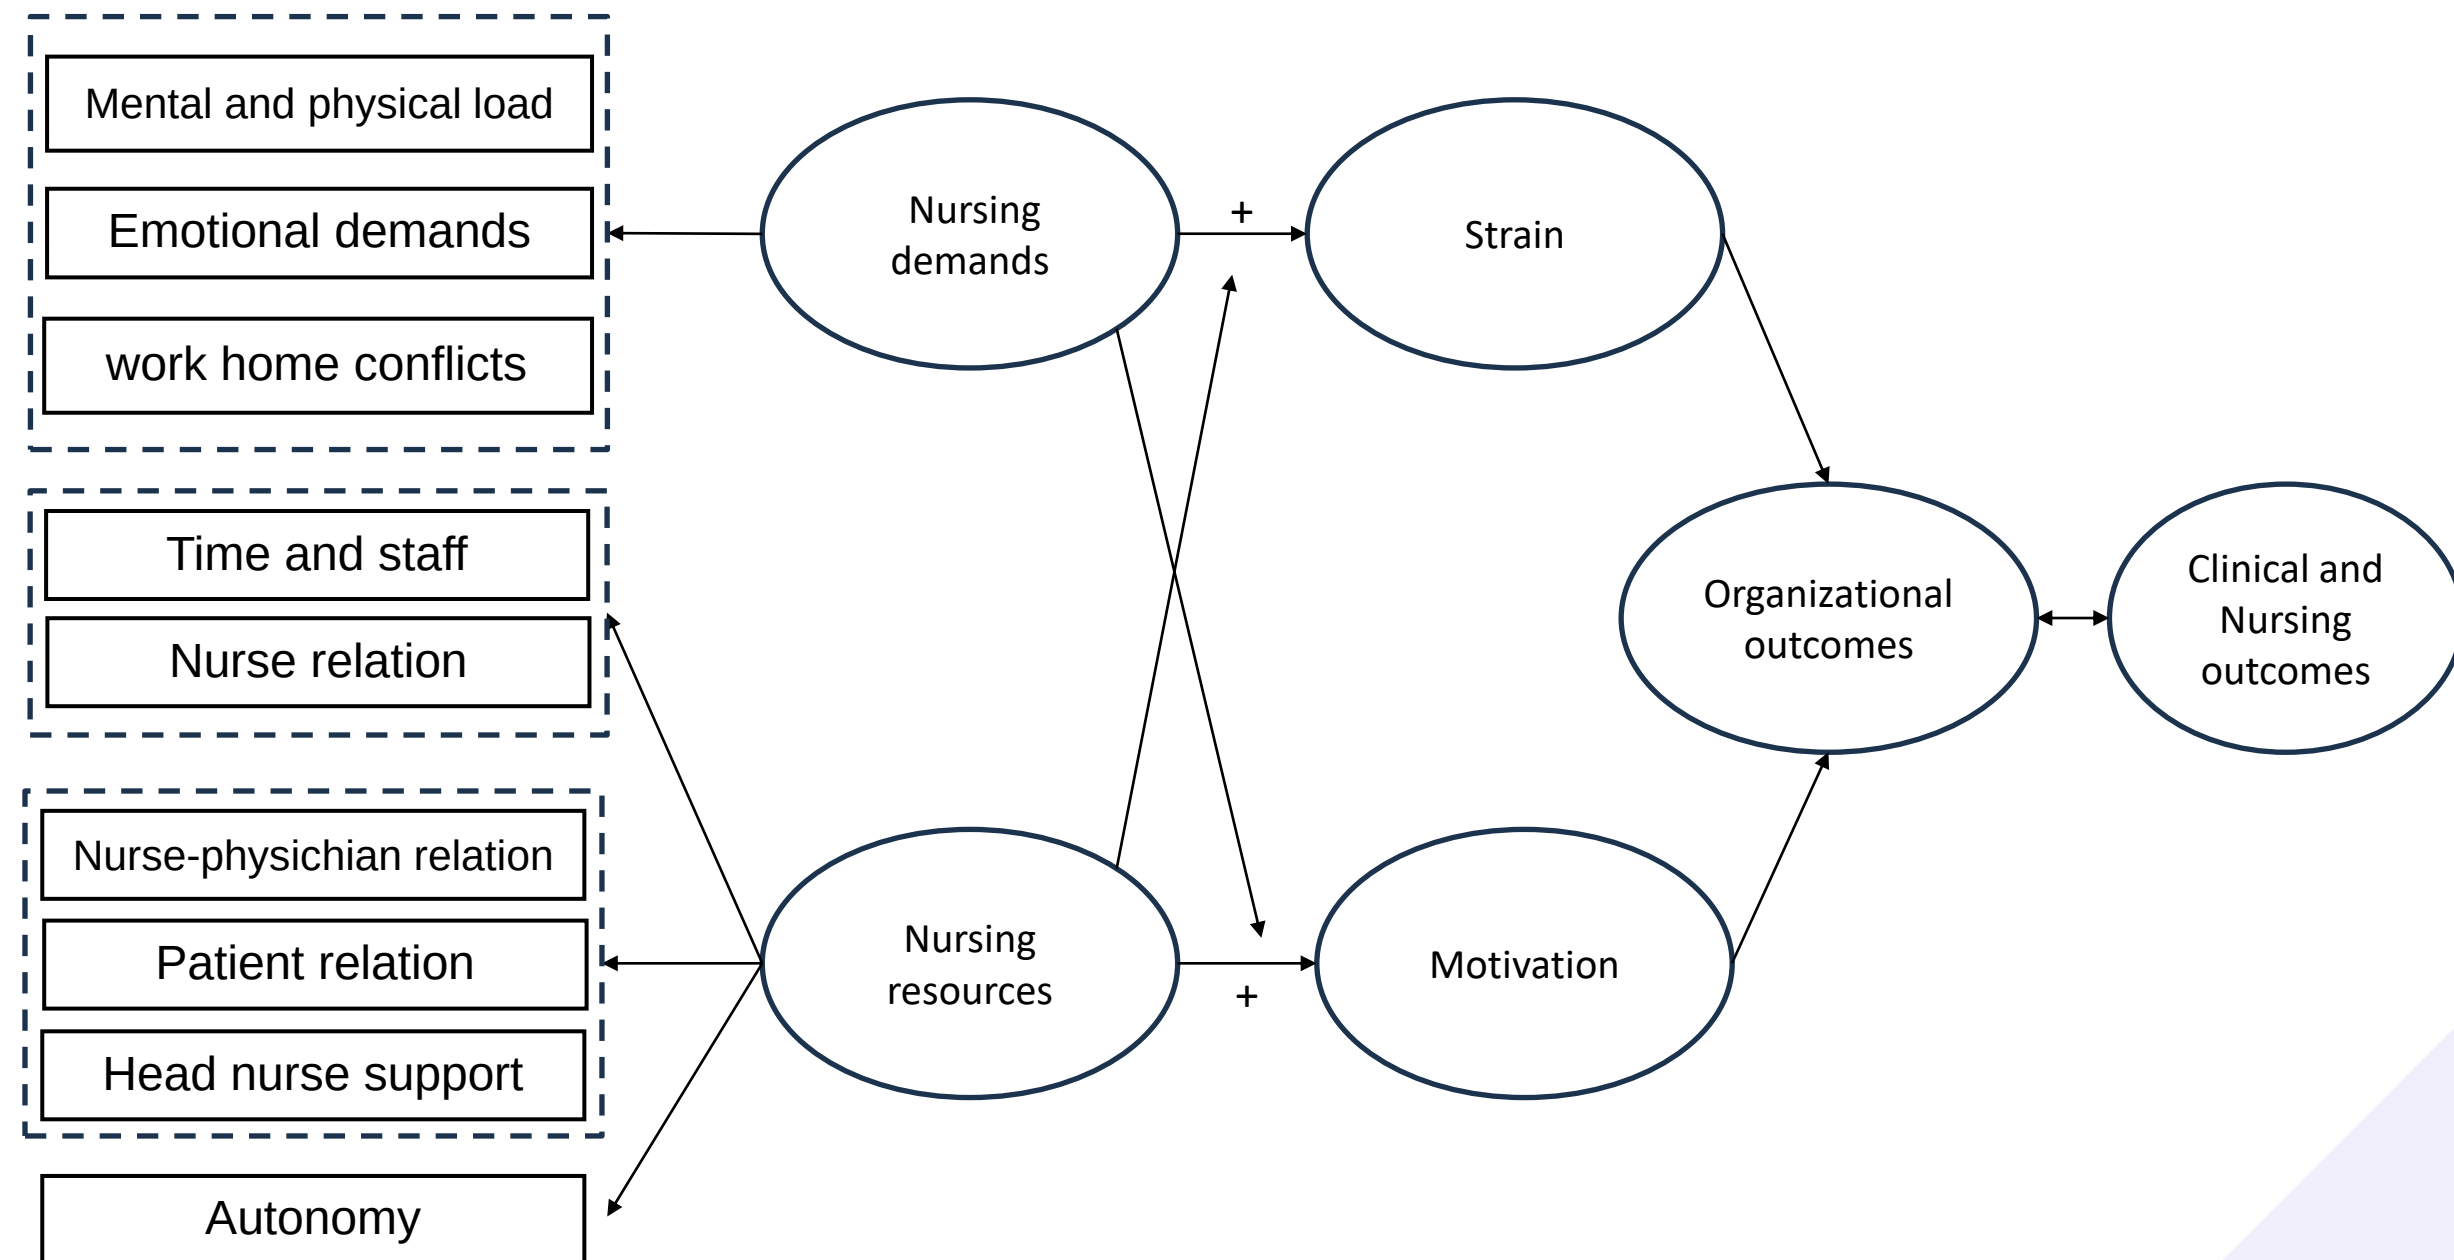 Mental and physical load
Emotional demands
work home conflicts
Time and staff
Nurse relation
Nurse-physichian relation
Patient relation
Head nurse support
Autonomy
Nursing
demands
+
Strain
Nursing
resources
+
Motivation
Organizational
outcomes
Clinical and
Nursing
outcomes